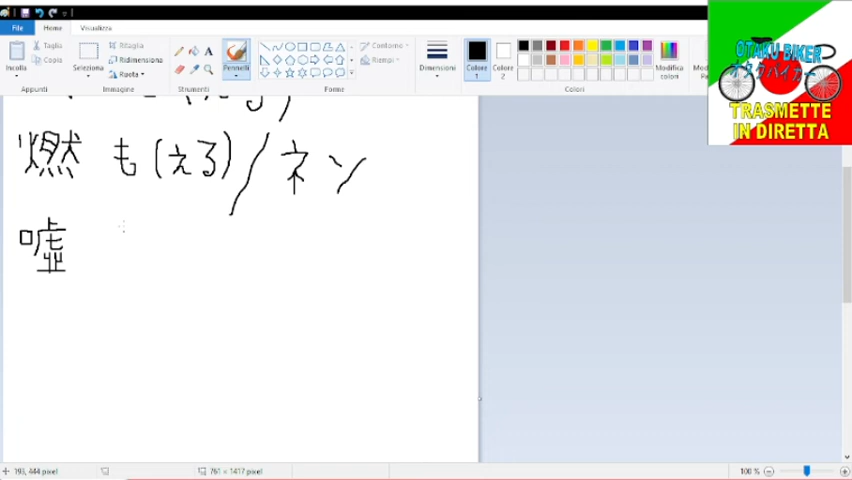 File Home Visualizza
Incolla
Taglia
Copia
Appunti
Seleziona
Ritaglia
Ridimensiona
Ruota
Immagine
A
Strumenti
Pennelli
Contorno
Riempi
Forme
Dimensioni
Colore 1
Colore 2
Colori
Modifica colori
OTAKU BIKER
オタクバイカー
TRASMETTE
IN DIRETTA
燃 も(える)/ネン
嘘
193, 444 pixel
761 × 1417 pixel
100 %